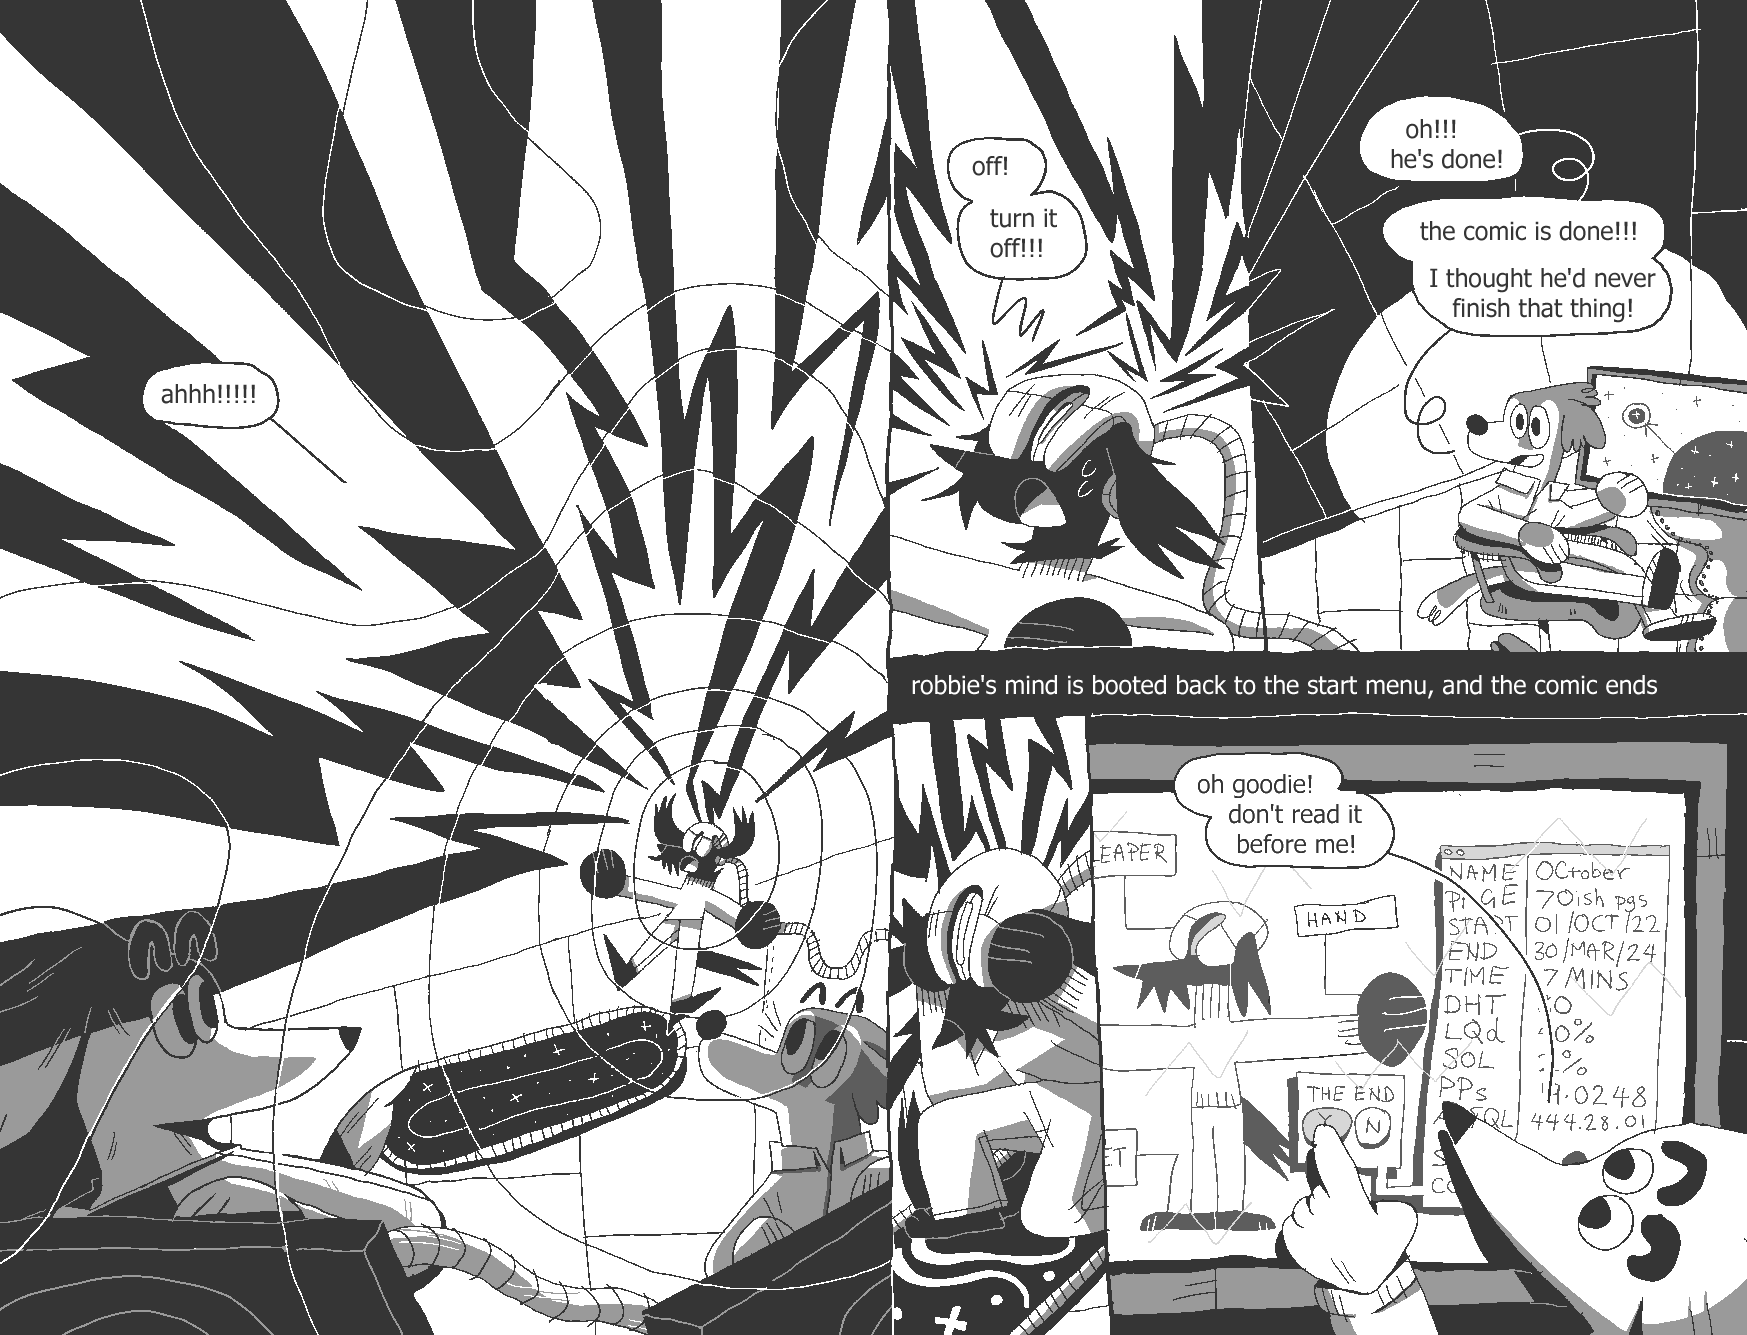 ahhh!!!!!
off!
turn it
off!!!
oh!!!
he's done!
the comic is done!!!
I thought he'd never
finish that thing!
robbie's mind is booted back to the start menu, and the comic ends
oh goodie!
don't read it
before me!
EAPER
HAND
ET
THE END
N
NAME OCtober
70ish pgs
START 01/OCT/22
END 30/MAR/24
TIME 7 MINS
DHT
LQd
SOL
PPs
444.28.01